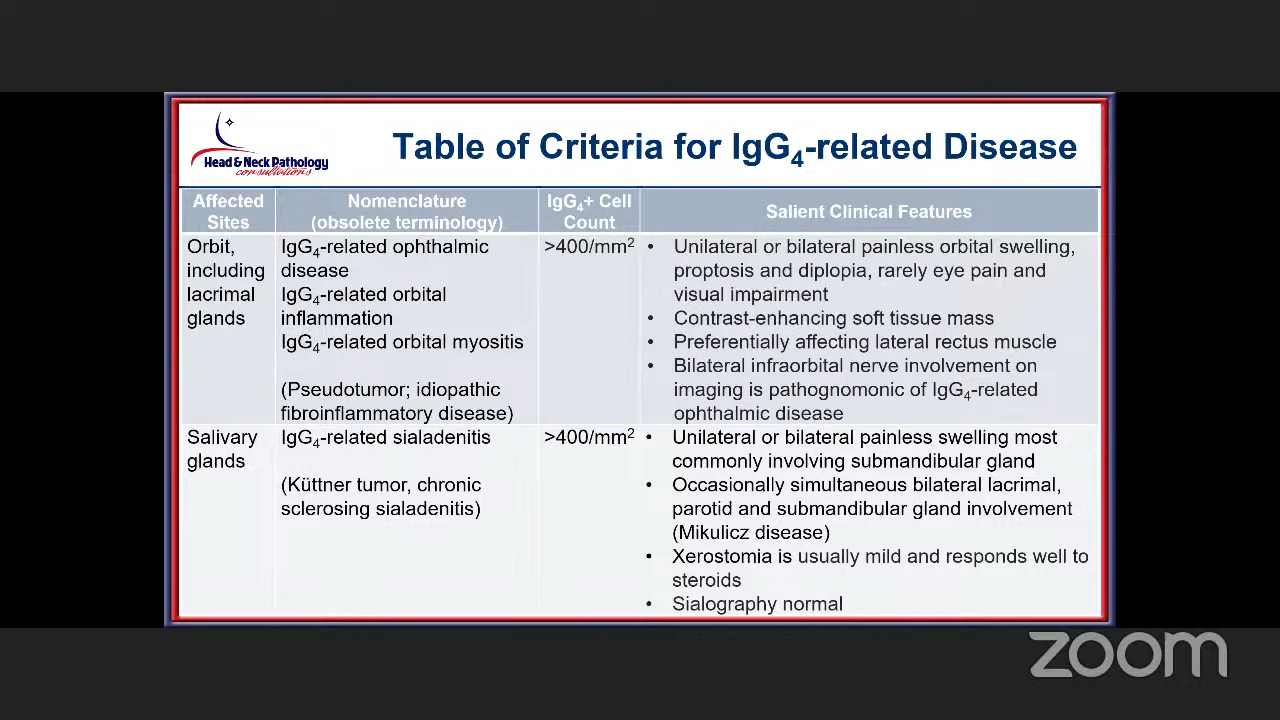 Head & Neck Pathology
consultations
Table of Criteria for IgG4-related Disease
Affected
Sites
Nomenclature
(obsolete terminology)
IgG4+ Cell
Count
Salient Clinical Features
Orbit,
including
lacrimal
glands
IgG4-related ophthalmic
disease
IgG4-related orbital
inflammation
IgG4-related orbital myositis
(Pseudotumor; idiopathic
fibroinflammatory disease)
>400/mm2
• Unilateral or bilateral painless orbital swelling,
proptosis and diplopia, rarely eye pain and
visual impairment
• Contrast-enhancing soft tissue mass
• Preferentially affecting lateral rectus muscle
• Bilateral infraorbital nerve involvement on
imaging is pathognomonic of IgG4-related
ophthalmic disease
Salivary
glands
IgG4-related sialadenitis
(Küttner tumor, chronic
sclerosing sialadenitis)
>400/mm2
• Unilateral or bilateral painless swelling most
commonly involving submandibular gland
• Occasionally simultaneous bilateral lacrimal,
parotid and submandibular gland involvement
(Mikulicz disease)
• Xerostomia is usually mild and responds well to
steroids
• Sialography normal
zoom